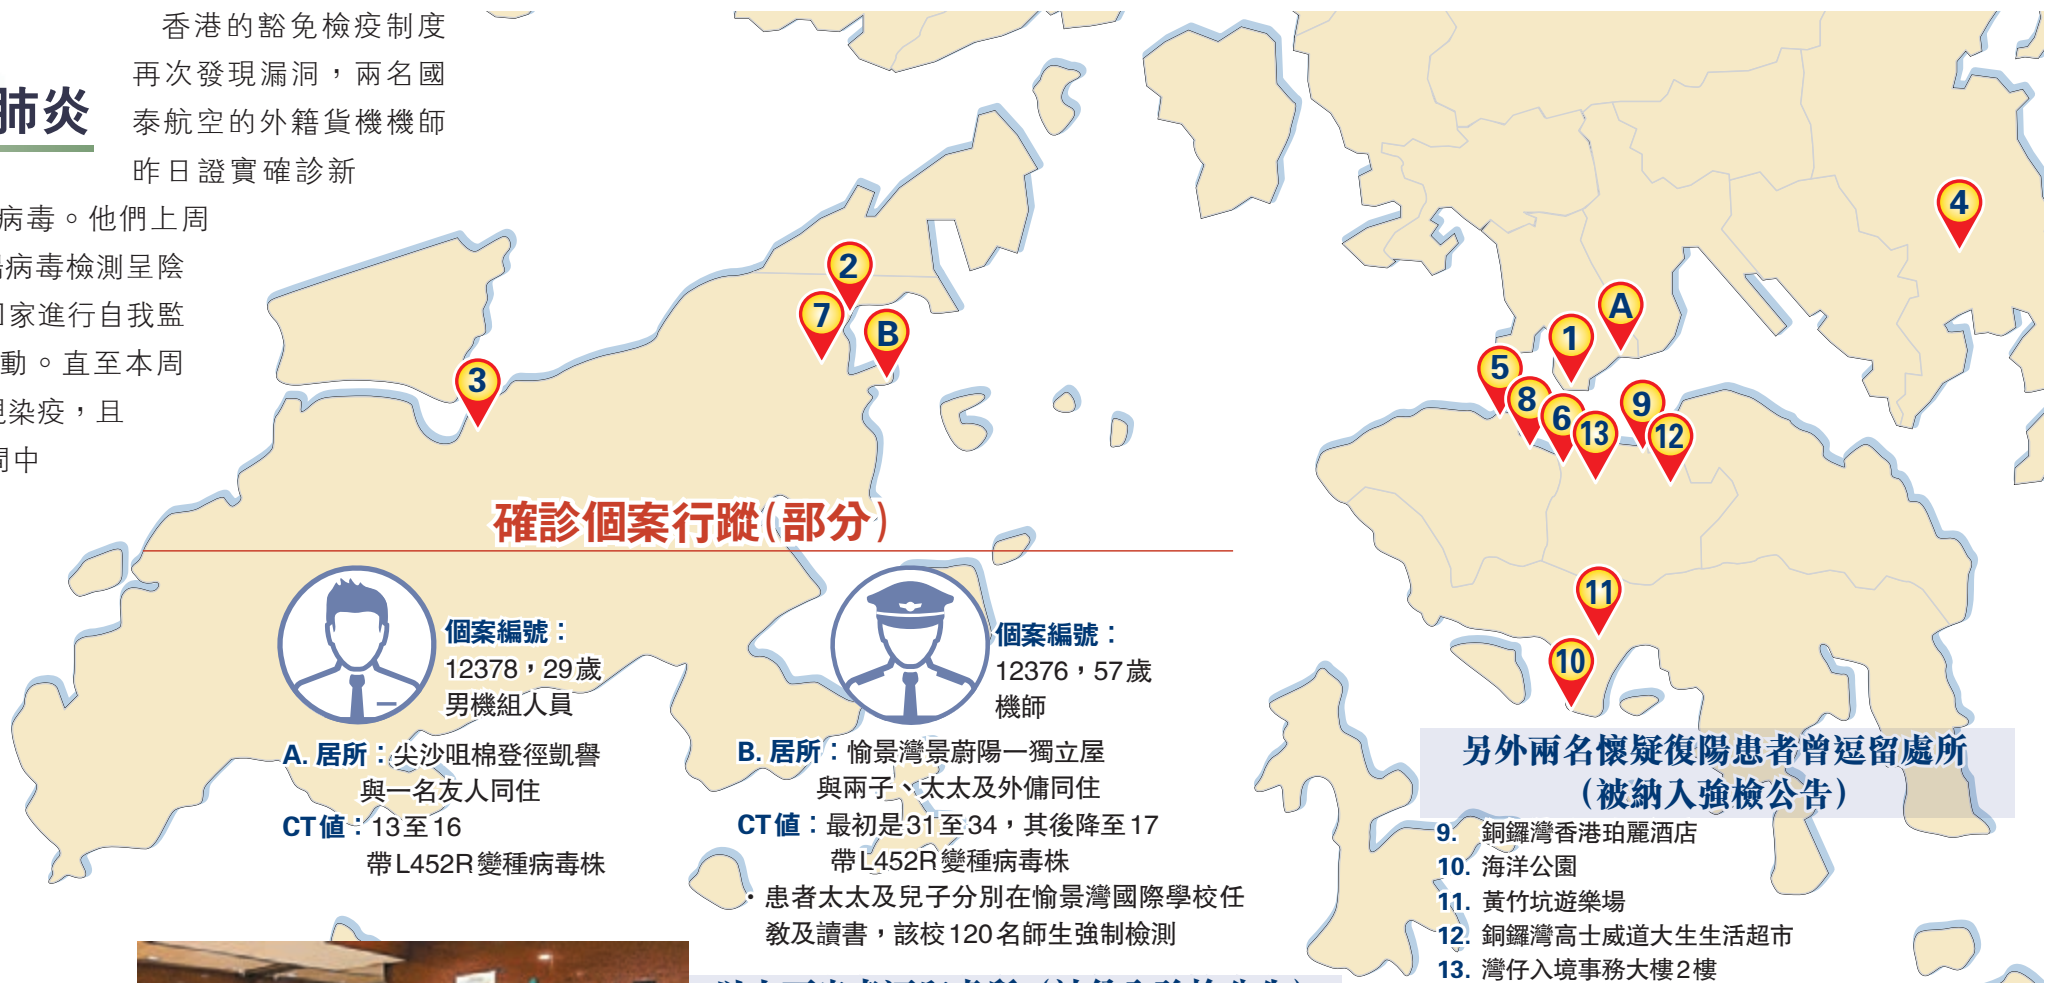 香港的豁免檢疫制度
再次發現漏洞，兩名國
泰航空的外籍貨機機師
昨日證實確診新
肺炎
病毒。他們上周
病毒檢測呈陰
家進行自我監
動。直至本周
染疫，且
中
2
7
B
3
4
A
1
5
8
6
13
9
12
11
10
確診個案行蹤(部分)
個案編號：
12378，29歲
男機組人員
A. 居所：尖沙咀棉登徑凱譽
與一名友人同住
CT值：13至16
帶L452R變種病毒株
個案編號：
12376，57歲
機師
B. 居所：愉景灣景蔚陽一獨立屋
與兩子、太太及外傭同住
CT值：最初是31至34，其後降至17
帶L452R變種病毒株
·患者太太及兒子分別在愉景灣國際學校任
教及讀書，該校120名師生強制檢測
另外兩名懷疑復陽患者曾逗留處所
（被納入強檢公告）
9. 銅鑼灣香港珀麗酒店
10. 海洋公園
11. 黃竹坑遊樂場
12. 銅鑼灣高士威道大生生活超市
13. 灣仔入境事務大樓2樓